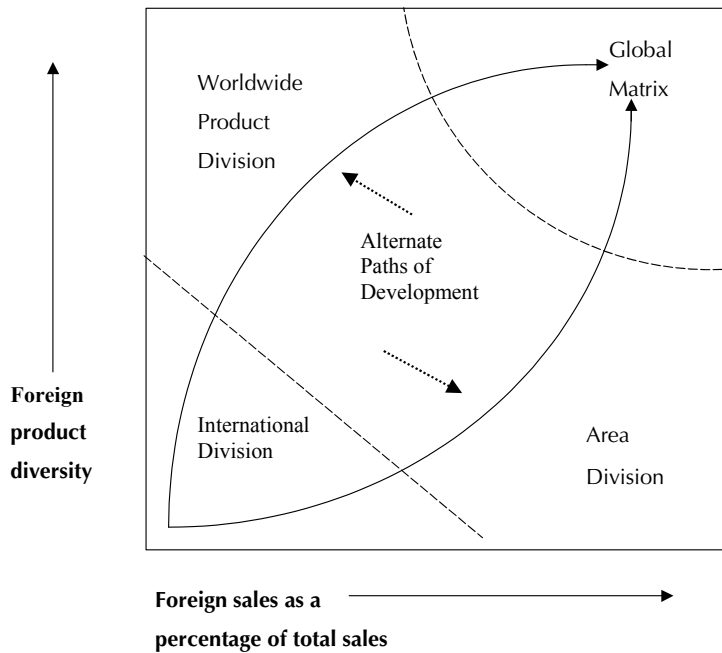 Global
Matrix
Worldwide
Product
Division
Alternate
Paths of
Development
Foreign
product
diversity
International
Division
Area
Division
Foreign sales as a
percentage of total sales